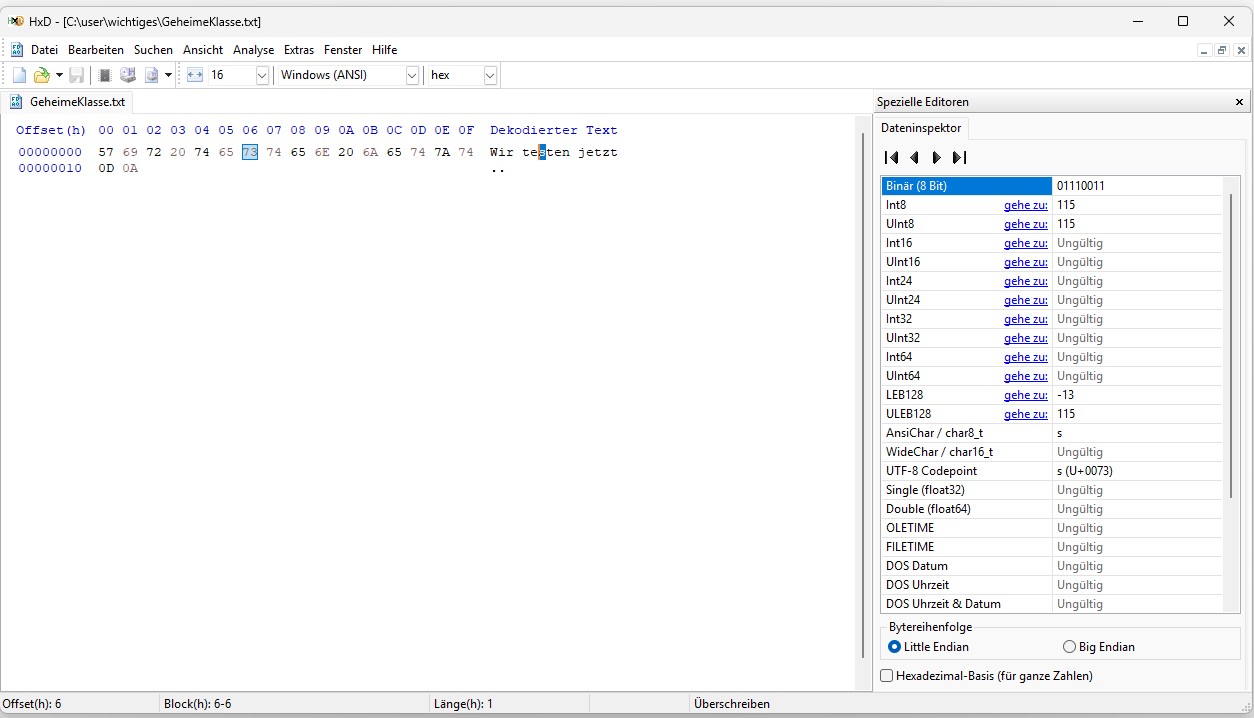 HxD - [C:\user\wichtiges\GeheimeKlasse.txt]
Datei Bearbeiten Suchen Ansicht Analyse Extras Fenster Hilfe
16 Windows (ANSI) hex
GeheimeKlasse.txt
Offset(h) 00 01 02 03 04 05 06 07 08 09 0A 0B 0C 0D 0E 0F Dekodierter Text
00000000 57 69 72 20 74 65 73 74 65 6E 20 6A 65 74 7A 74 Wir testen jetzt
00000010 0D 0A ..
Spezielle Editoren
Dateninspektor
Binär (8 Bit) 01110011
Int8 gehe zu: 115
UInt8 gehe zu: 115
Int16 gehe zu: Ungültig
UInt16 gehe zu: Ungültig
Int24 gehe zu: Ungültig
UInt24 gehe zu: Ungültig
Int32 gehe zu: Ungültig
UInt32 gehe zu: Ungültig
Int64 gehe zu: Ungültig
UInt64 gehe zu: Ungültig
LEB128 gehe zu: -13
ULEB128 gehe zu: 115
AnsiChar / char8_t s
WideChar / char16_t Ungültig
UTF-8 Codepoint s (U+0073)
Single (float32) Ungültig
Double (float64) Ungültig
OLETIME Ungültig
FILETIME Ungültig
DOS Datum Ungültig
DOS Uhrzeit Ungültig
DOS Uhrzeit & Datum Ungültig
Bytereihenfolge
Little Endian Big Endian
Hexadezimal-Basis (für ganze Zahlen)
Offset(h): 6 Block(h): 6-6 Länge(h): 1 Überschreiben